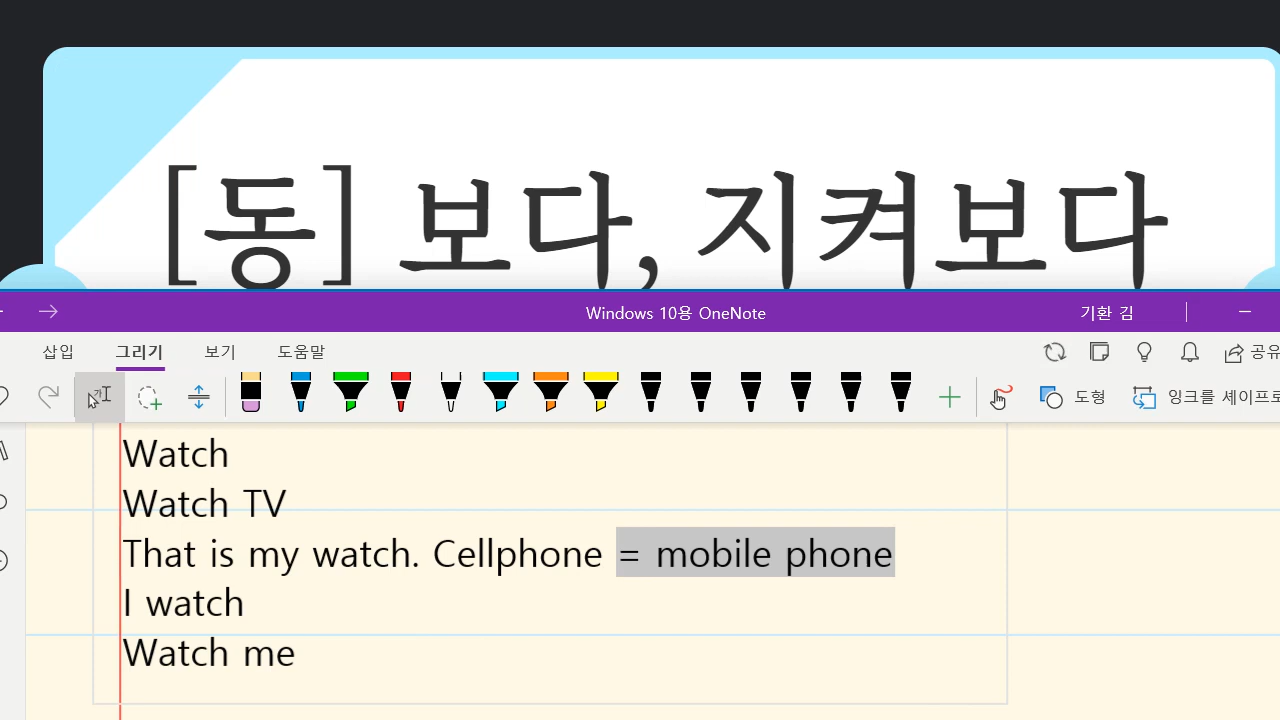 [동] 보다, 지켜보다
Windows 10용 OneNote
기환 김
삽입 그리기 보기 도움말
공유
가
도형
잉크를 셰이프로
Watch
Watch TV
That is my watch. Cellphone = mobile phone
I watch
Watch me